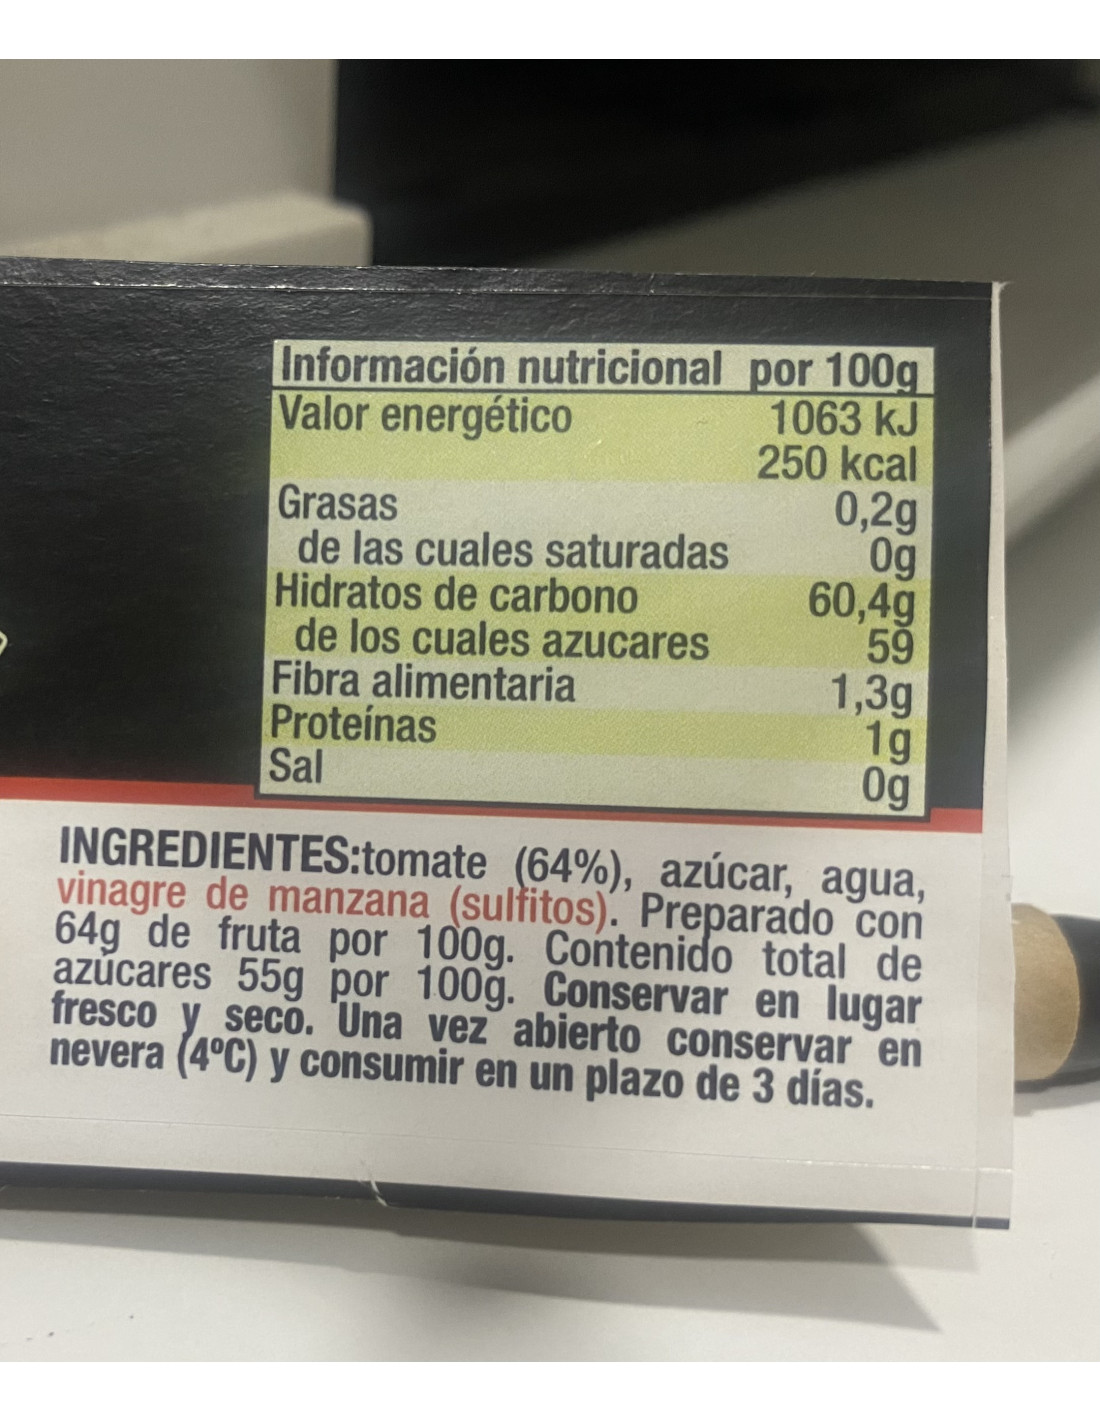 Información nutricional por 100g
Valor energético 1063 kJ
250 kcal
Grasas 0,2g
de las cuales saturadas 0g
Hidratos de carbono 60,4g
de los cuales azucares 59
Fibra alimentaria 1,3g
Proteínas 1g
Sal 0g
INGREDIENTES:tomate (64%), azúcar, agua,
vinagre de manzana (sulfitos). Preparado con
64g de fruta por 100g. Contenido total de
azúcares 55g por 100g. Conservar en lugar
fresco y seco. Una vez abierto conservar en
nevera (4ºC) y consumir en un plazo de 3 días.